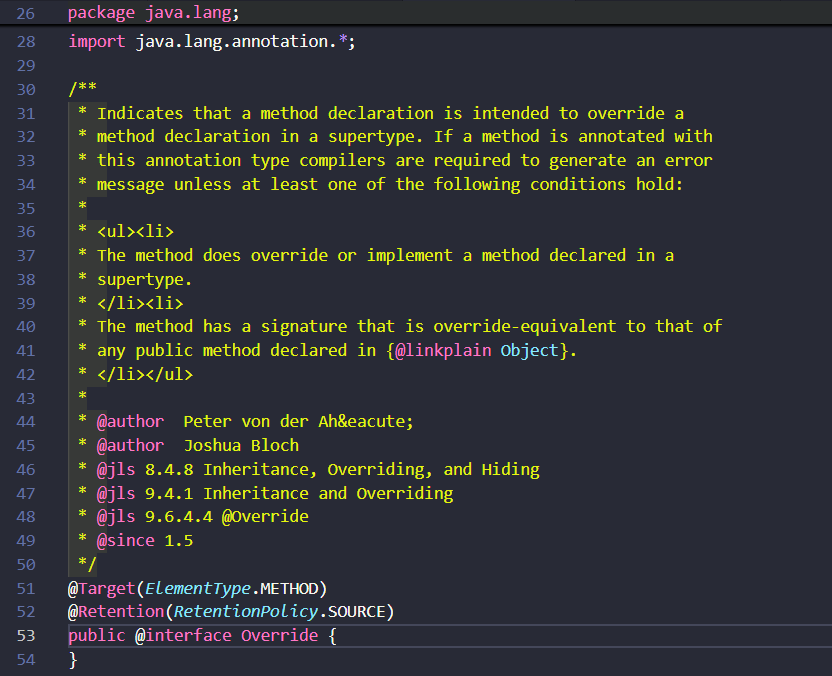 26 package java.lang;
28 import java.lang.annotation.*;
29
30 /**
31  * Indicates that a method declaration is intended to override a
32  * method declaration in a supertype. If a method is annotated with
33  * this annotation type compilers are required to generate an error
34  * message unless at least one of the following conditions hold:
35  *
36  * <ul><li>
37  * The method does override or implement a method declared in a
38  * supertype.
39  * </li><li>
40  * The method has a signature that is override-equivalent to that of
41  * any public method declared in {@linkplain Object}.
42  * </li></ul>
43  *
44  * @author  Peter von der Ah&eacute;
45  * @author  Joshua Bloch
46  * @jls 8.4.8 Inheritance, Overriding, and Hiding
47  * @jls 9.4.1 Inheritance and Overriding
48  * @jls 9.6.4.4 @Override
49  * @since 1.5
50  */
51 @Target(ElementType.METHOD)
52 @Retention(RetentionPolicy.SOURCE)
53 public @interface Override {
54 }